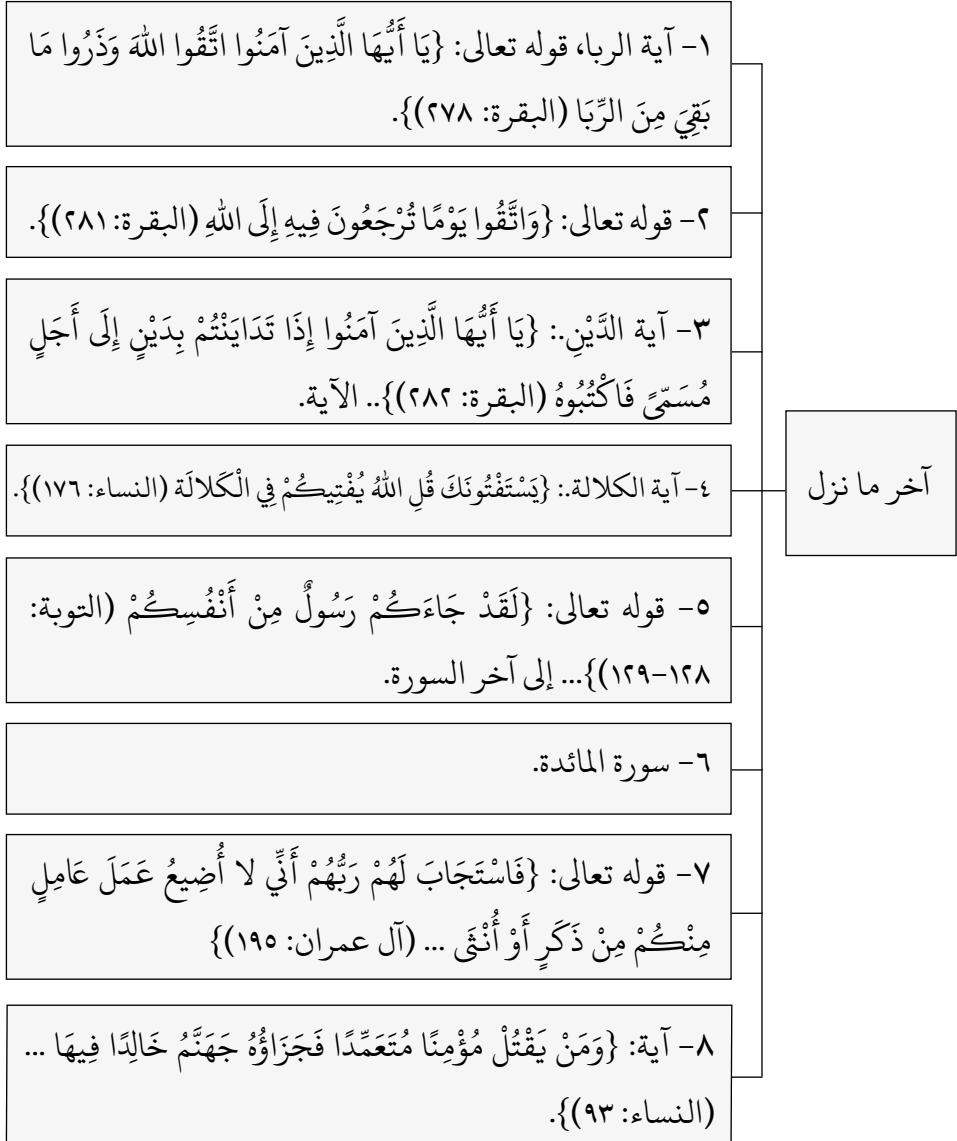 آخر ما نزل
١- آية الربا، قوله تعالى: {يَا أَيُّهَا الَّذِينَ آمَنُوا اتَّقُوا اللهَ وَذَرُوا مَا
بَقِيَ مِنَ الرِّبَا (البقرة: ٢٧٨)}.
٢- قوله تعالى: {وَاتَّقُوا يَوْمًا تُرْجَعُونَ فِيهِ إِلَى اللهِ (البقرة: ٢٨١)}.
٣- آية الدَّيْنِ.: {يَا أَيُّهَا الَّذِينَ آمَنُوا إِذَا تَدَايَنْتُمْ بِدَيْنٍ إِلَى أَجَلٍ
مُسَمّىً فَاكْتُبُوهُ (البقرة: ٢٨٢)}.. الآية.
٤- آية الكلالة.: {يَسْتَفْتُونَكَ قُلِ اللهُ يُفْتِيكُمْ فِي الْكَلالَة (النساء: ١٧٦)}.
٥- قوله تعالى: {لَقَدْ جَاءَكُمْ رَسُولٌ مِنْ أَنْفُسِكُمْ (التوبة:
١٢٨-١٢٩)}... إلى آخر السورة.
٦- سورة المائدة.
٧- قوله تعالى: {فَاسْتَجَابَ لَهُمْ رَبُّهُمْ أَنِّي لا أُضِيعُ عَمَلَ عَامِلٍ
مِنْكُمْ مِنْ ذَكَرٍ أَوْ أُنْثَى ... (آل عمران: ١٩٥)}
٨- آية: {وَمَنْ يَقْتُلْ مُؤْمِنًا مُتَعَمِّدًا فَجَزَاؤُهُ جَهَنَّمُ خَالِدًا فِيهَا ...
(النساء: ٩٣)}.